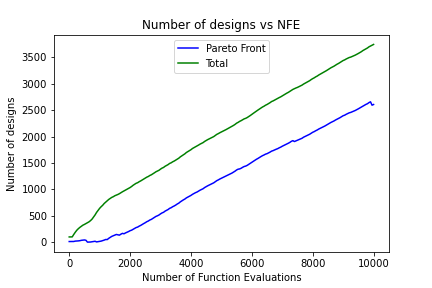 Number of designs vs NFE
Pareto Front
Total
Number of designs
3500
3000
2500
2000
1500
1000
500
0
0 2000 4000 6000 8000 10000
Number of Function Evaluations